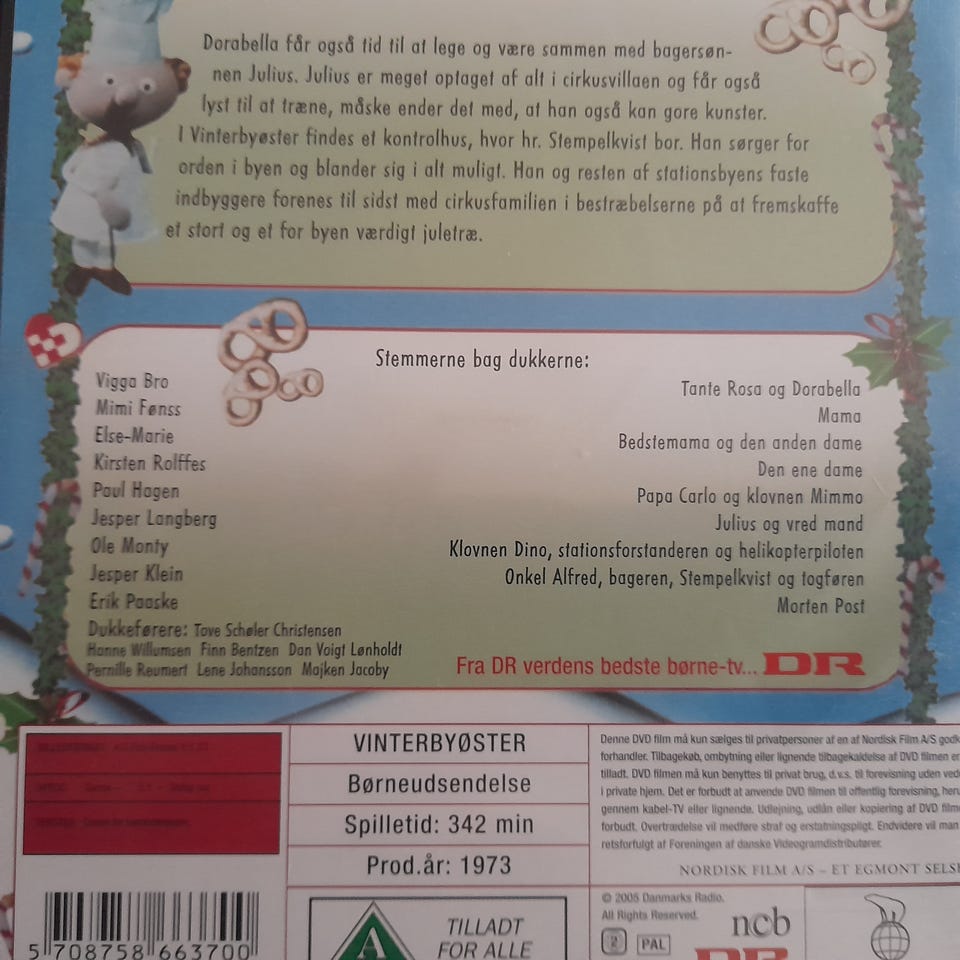 Dorabella får også tid til at lege og være sammen med bagersøn-
nen Julius. Julius er meget optaget af alt i cirkusvillaen og får også
lyst til at træne, måske ender det med, at han også kan gore kunster.
I Vinterbyøster findes et kontrolhus, hvor hr. Stempelkvist bor. Han sørger for
orden i byen og blander sig i alt muligt. Han og resten af stationsbyens faste
indbyggere forenes til sidst med cirkusfamilien i bestræbelserne på at fremskaffe
et stort og et for byen værdigt juletræ.
Stemmerne bag dukkerne:
Vigga Bro Tante Rosa og Dorabella
Mimi Fønss Mama
Else-Marie Bedstemama og den anden dame
Kirsten Rolffes Den ene dame
Paul Hagen Papa Carlo og klovnen Mimmo
Jesper Langberg Julius og vred mand
Ole Monty Klovnen Dino, stationsforstanderen og helikopterpiloten
Jesper Klein Onkel Alfred, bageren, Stempelkvist og togføren
Erik Paaske Morten Post
Dukkeførere: Tove Schøler Christensen
Hanne Willumsen Finn Bentzen Dan Voigt Lønholdt
Pernille Reumert Lene Johansson Majken Jacoby
Fra DR verdens bedste børne-tv... DR
VINTERBYØSTER
Børneudsendelse
Spilletid: 342 min
Prod.år: 1973
A TILLADT
FOR ALLE
Denne DVD film må kun sælges til privatpersoner af en af Nordisk Film A/S godk
forhandler. Tilbagekøb, ombytning eller lignende tilbagekaldelse af DVD filmen er
tilladt. DVD filmen må kun benyttes til privat brug, d.v.s. til forevisning uden vede
i private hjem. Det er forbudt at anvende DVD filmen til offentlig forevisning, heru
gennem kabel-TV eller lignende. Udlejning, udlån eller kopiering af DVD film
forbudt. Overtrædelse vil medføre straf og erstatningspligt. Endvidere vil man
retsforfulgt af Foreningen af danske Videogramdistributører.
NORDISK FILM A/S – ET EGMONT SELS
© 2005 Danmarks Radio.
All Rights Reserved.
2 PAL
ncb
DR
5 708758 663700